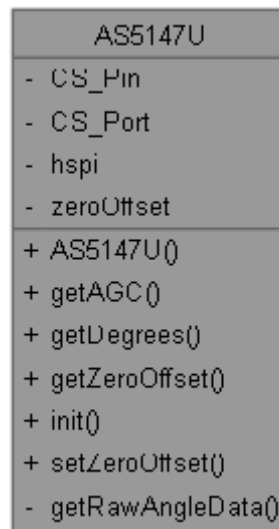 AS5147U
- CS_Pin
- CS_Port
- hspi
- zeroOffset
+ AS5147U()
+ getAGC()
+ getDegrees()
+ getZeroOffset()
+ init()
+ setZeroOffset()
- getRawAngleData()